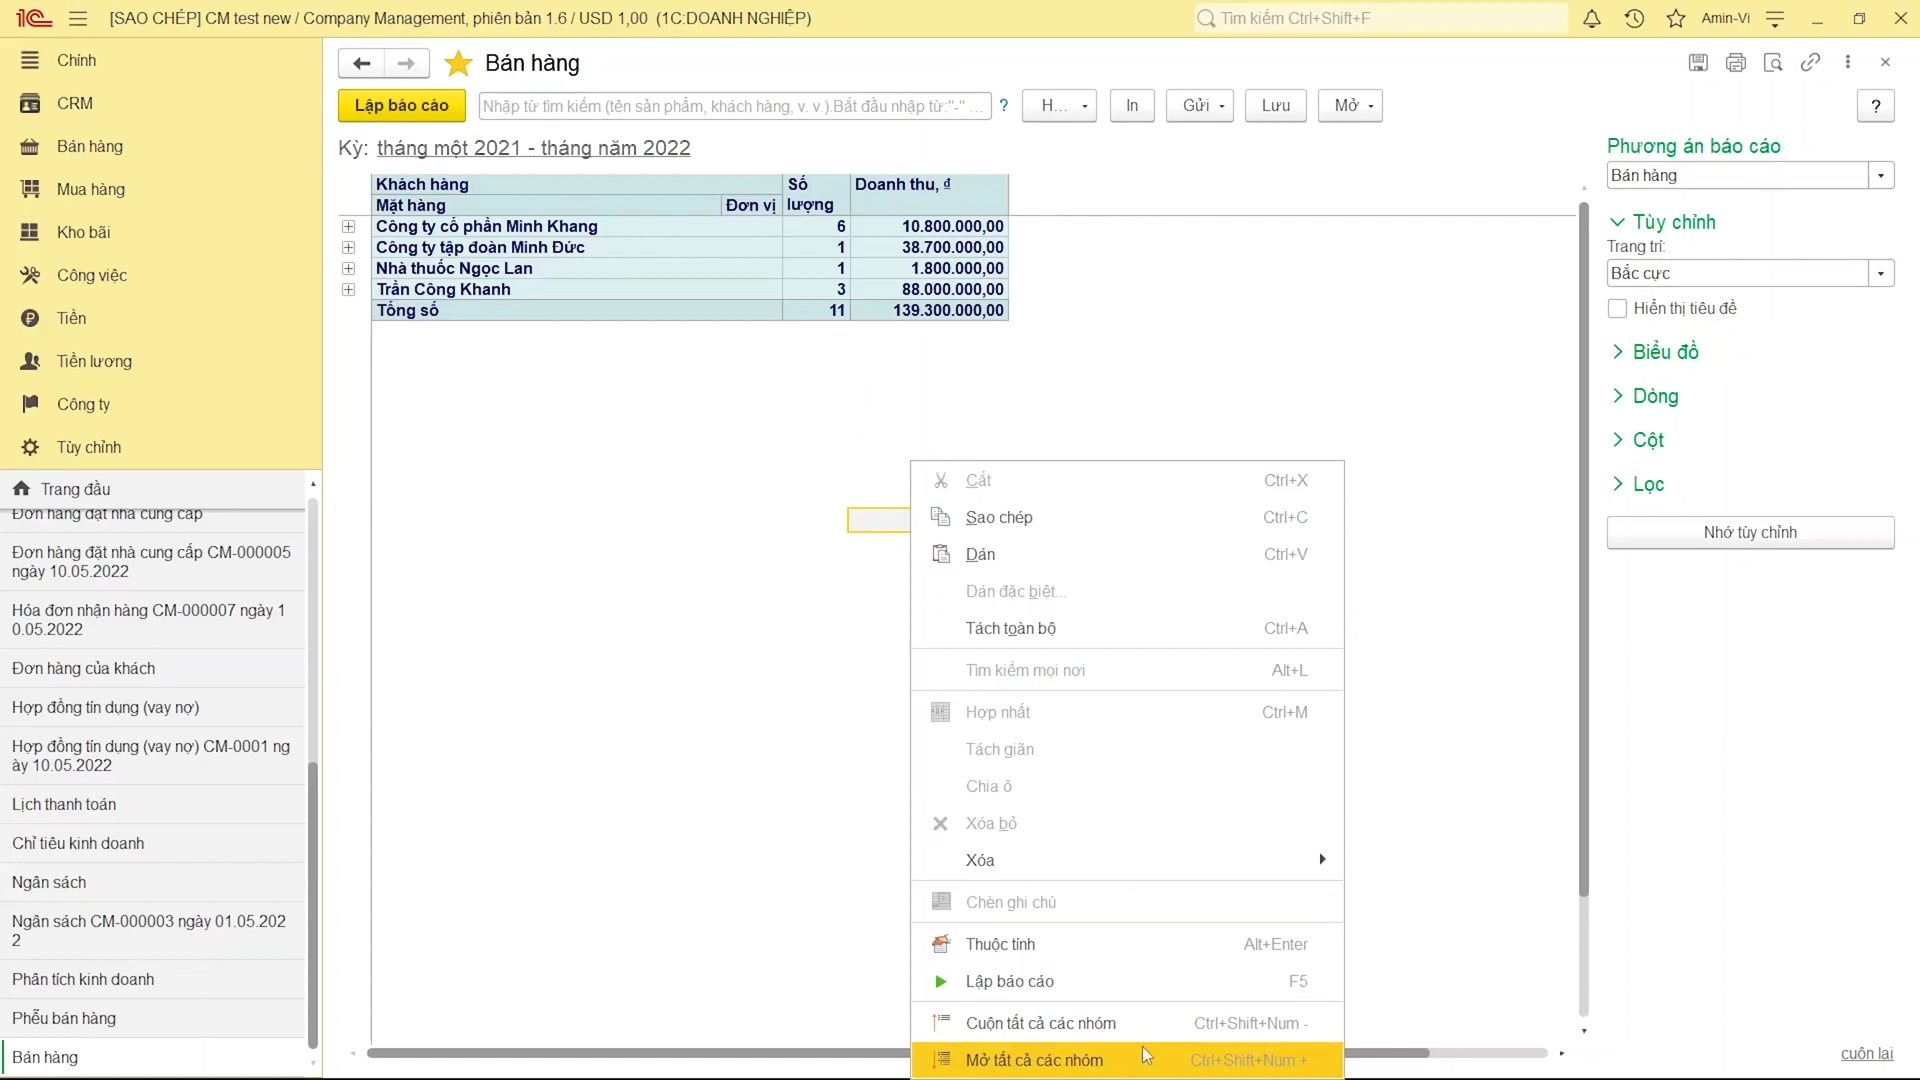 [SAO CHÉP] CM test new / Company Management, phiên bản 1.6 / USD 1,00 (1C:DOANH NGHIỆP)
Tìm kiếm Ctrl+Shift+F
Amin-Vi
Chính
CRM
Bán hàng
Mua hàng
Kho bãi
Công việc
Tiền
Tiền lương
Công ty
Tùy chỉnh
Trang đầu
Đơn hàng đặt nhà cung cấp
Đơn hàng đặt nhà cung cấp CM-000005
ngày 10.05.2022
Hóa đơn nhận hàng CM-000007 ngày 1
0.05.2022
Đơn hàng của khách
Hợp đồng tín dụng (vay nợ)
Hợp đồng tín dụng (vay nợ) CM-0001 ng
ày 10.05.2022
Lịch thanh toán
Chỉ tiêu kinh doanh
Ngân sách
Ngân sách CM-000003 ngày 01.05.202
2
Phân tích kinh doanh
Phễu bán hàng
Bán hàng
Bán hàng
Lập báo cáo
Nhập từ tìm kiếm (tên sản phẩm, khách hàng, v. v.).Bắt đầu nhập từ:"-" ...
?
H...
In
Gửi
Lưu
Mở
?
Kỳ: tháng một 2021 - tháng năm 2022
Khách hàng Số lượng Doanh thu, ₫
Mặt hàng Đơn vị
Công ty cổ phần Minh Khang 6 10.800.000,00
Công ty tập đoàn Minh Đức 1 38.700.000,00
Nhà thuốc Ngọc Lan 1 1.800.000,00
Trần Công Khanh 3 88.000.000,00
Tổng số 11 139.300.000,00
Cắt Ctrl+X
Sao chép Ctrl+C
Dán Ctrl+V
Dán đặc biệt...
Tách toàn bộ Ctrl+A
Tìm kiếm mọi nơi Alt+L
Hợp nhất Ctrl+M
Tách giãn
Chia ô
Xóa bỏ
Xóa
Chèn ghi chú
Thuộc tính Alt+Enter
Lập báo cáo F5
Cuộn tất cả các nhóm Ctrl+Shift+Num -
Mở tất cả các nhóm Ctrl+Shift+Num +
Phương án báo cáo
Bán hàng
Tùy chỉnh
Trang trí:
Bắc cực
Hiển thị tiêu đề
Biểu đồ
Dòng
Cột
Lọc
Nhớ tùy chỉnh
cuộn lại